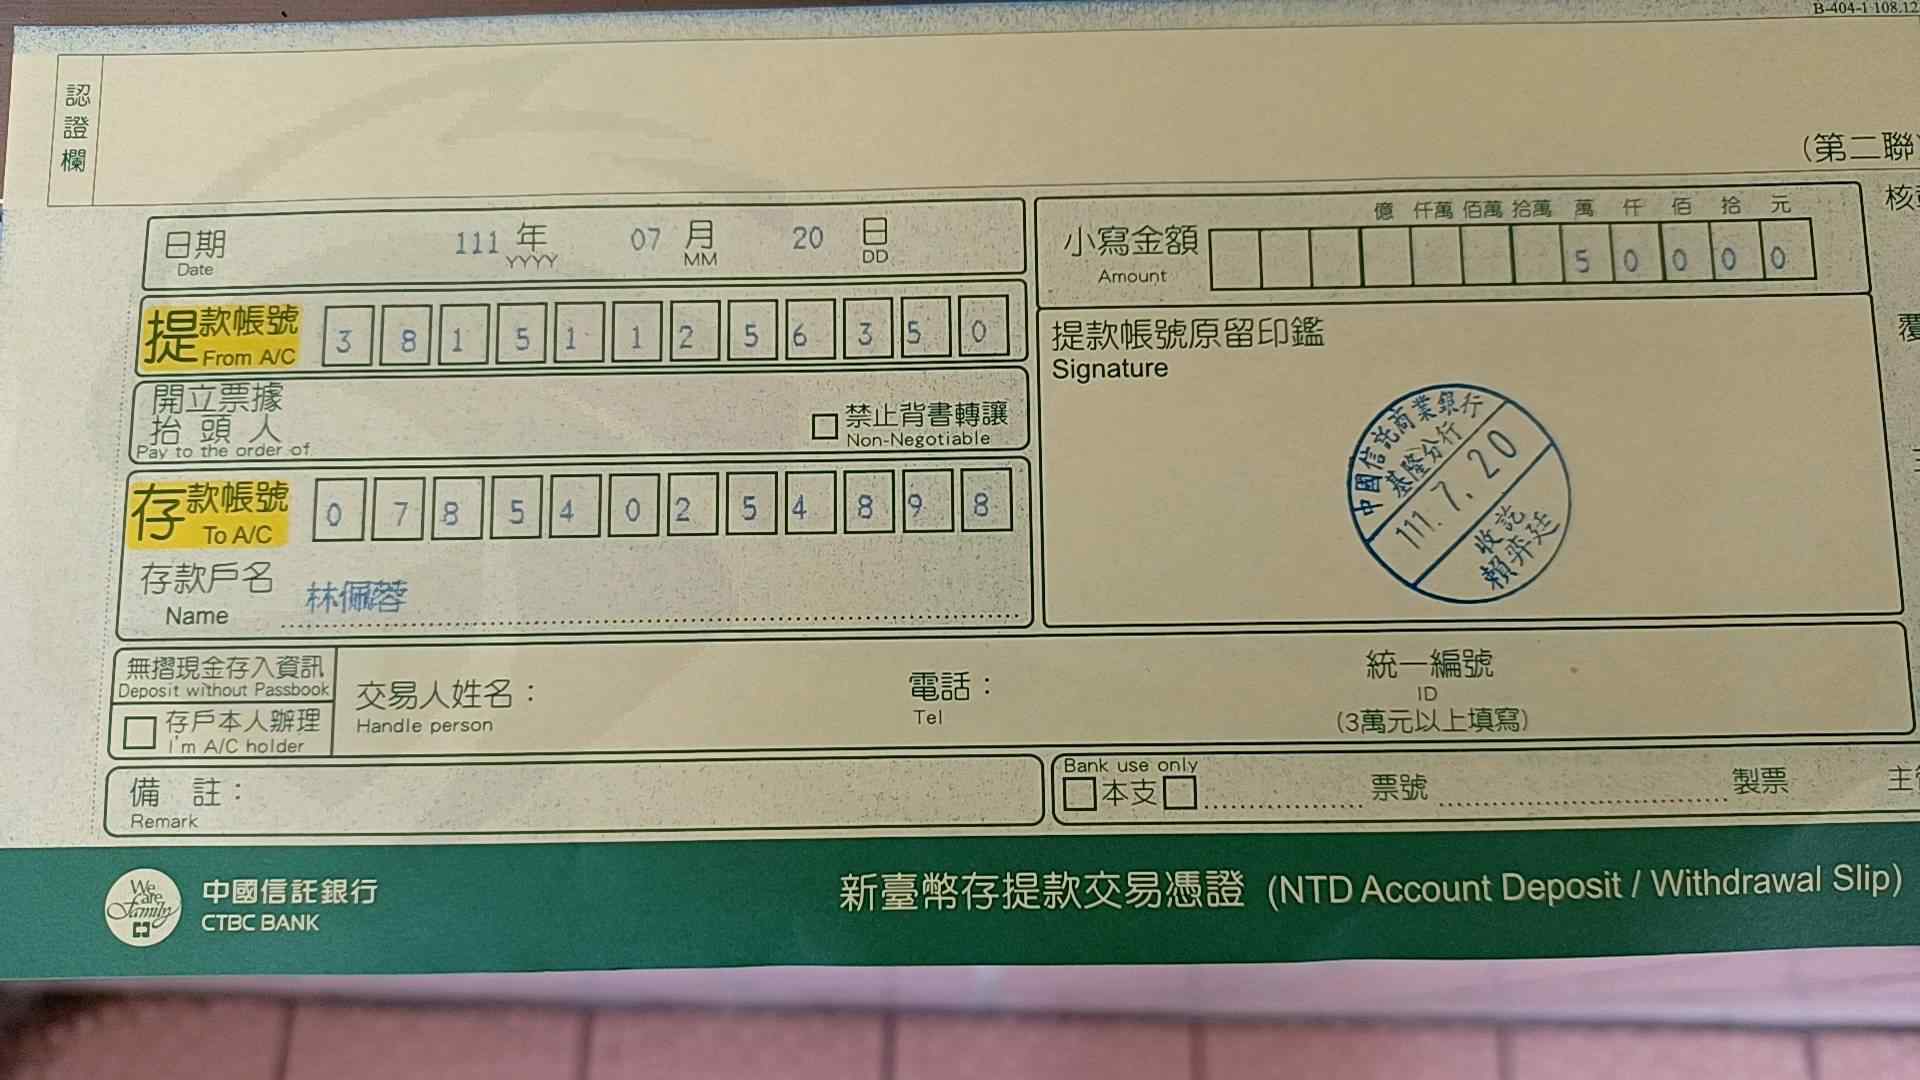 B-404-1 108.12
認證欄
(第二聯)
日期 111 年 07 月 20 日
Date YYYY MM DD
億 仟萬 佰萬 拾萬 萬 仟 佰 拾 元
小寫金額 5 0 0 0 0
Amount
提款帳號 3 8 1 5 1 1 2 5 6 3 5 0
From A/C
開立票據
抬頭人
Pay to the order of
禁止背書轉讓
Non-Negotiable
存款帳號 0 7 8 5 4 0 2 5 4 8 9 8
To A/C
存款戶名 林佩蓉
Name
提款帳號原留印鑑
Signature
中國信託商業銀行
基隆分行
111.7.20
收訖
賴弈廷
無摺現金存入資訊
Deposit without Passbook
存戶本人辦理
I'm A/C holder
交易人姓名：
Handle person
電話：
Tel
統一編號
ID
(3萬元以上填寫)
備 註：
Remark
Bank use only
本支 票號 製票
We are Family
中國信託銀行
CTBC BANK
新臺幣存提款交易憑證 (NTD Account Deposit / Withdrawal Slip)